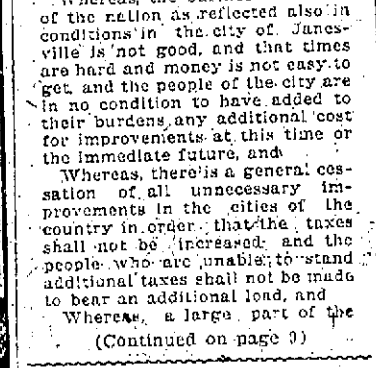 Whereas, the
of the nation as reflected also in
conditions in the city of Janes-
ville is not good, and that times
are hard and money is not easy to
get, and the people of the city are
in no condition to have added to
their burdens any additional cost
for improvements at this time or
the immediate future, and
Whereas, there is a general ces-
sation of all unnecessary im-
provements in the cities of the
country in order that the taxes
shall not be increased and the
people who are unable to stand
additional taxes shall not be made
to bear an additional load, and
Whereas, a large part of the
(Continued on page 9)